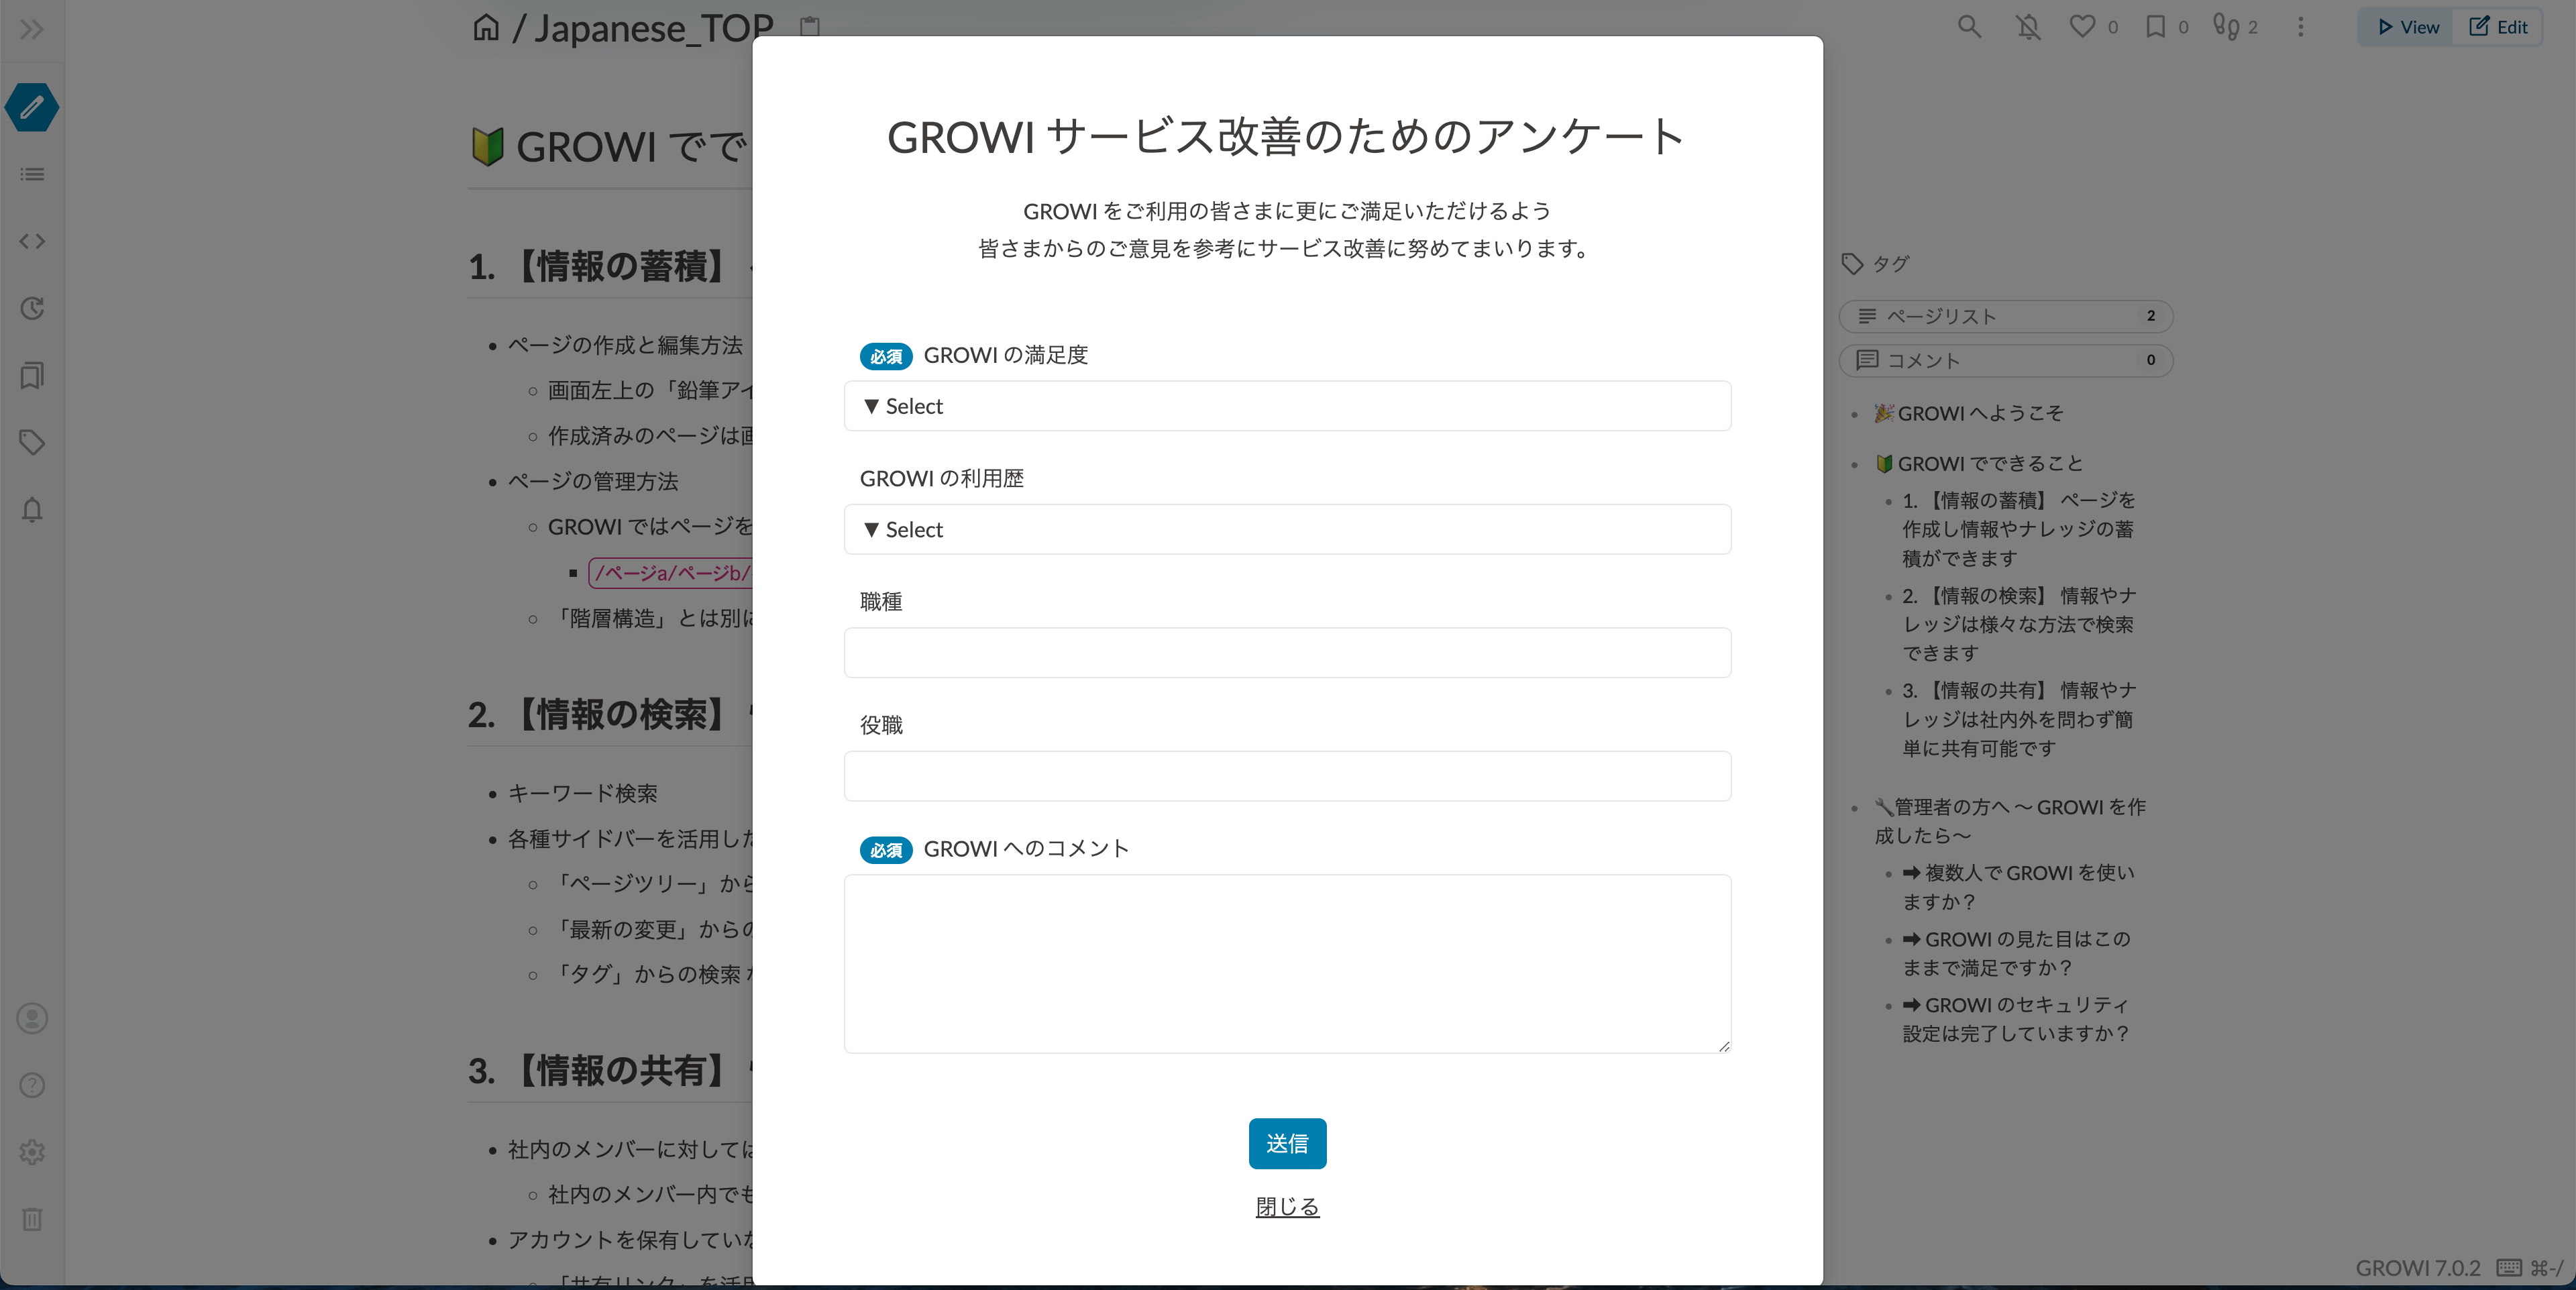 / Japanese_TOP
0
0
2
View
Edit
GROWI でで
1. 【情報の蓄積】
ページの作成と編集方法
画面左上の「鉛筆アイ
作成済みのページは画
ページの管理方法
GROWI ではページを
/ページa/ページb/
「階層構造」とは別に
2. 【情報の検索】
キーワード検索
各種サイドバーを活用した
「ページツリー」から
「最新の変更」からの
「タグ」からの検索
3. 【情報の共有】
社内のメンバーに対しては
社内のメンバー内でも
アカウントを保有していな
「共有リンク」を活用
GROWI サービス改善のためのアンケート
GROWI をご利用の皆さまに更にご満足いただけるよう
皆さまからのご意見を参考にサービス改善に努めてまいります。
必須 GROWI の満足度
▼ Select
GROWI の利用歴
▼ Select
職種
役職
必須 GROWI へのコメント
送信
閉じる
タグ
ページリスト 2
コメント 0
🎉GROWI へようこそ
🔰GROWI でできること
1. 【情報の蓄積】 ページを
作成し情報やナレッジの蓄
積ができます
2. 【情報の検索】 情報やナ
レッジは様々な方法で検索
できます
3. 【情報の共有】 情報やナ
レッジは社内外を問わず簡
単に共有可能です
🔧管理者の方へ 〜 GROWI を作
成したら〜
➡ 複数人で GROWI を使い
ますか？
➡ GROWI の見た目はこの
ままで満足ですか？
➡ GROWI のセキュリティ
設定は完了していますか？
GROWI 7.0.2 ⌘-/